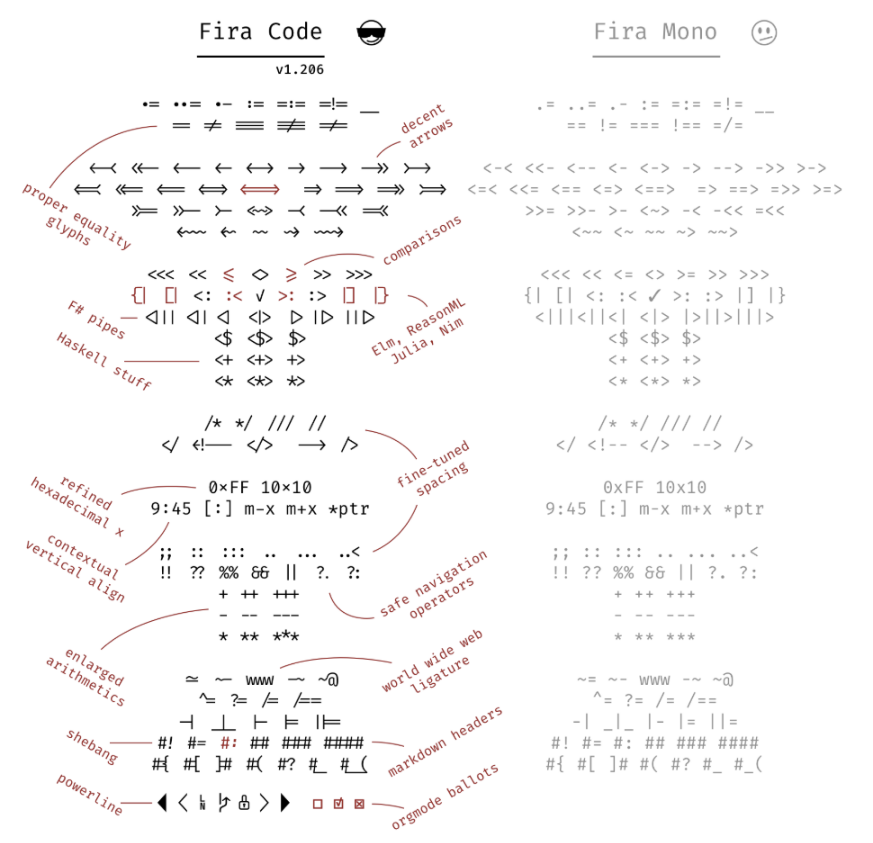 Fira Code 😎 Fira Mono 🫤
v1.206
.= ..= .- := =:= =!= __ .= ..= .- := =:= =!= __
== != === !== =/= == != === !== =/=
decent
arrows
<-< <<- <-- <- <-> -> --> ->> >-> <-< <<- <-- <- <-> -> --> ->> >->
<=< <<= <== <=> <==> => ==> =>> >=> <=< <<= <== <=> <==> => ==> =>> >=>
>>= >>- >- <~> -< -<< =<< >>= >>- >- <~> -< -<< =<<
<~~ <~ ~~ ~> ~~> <~~ <~ ~~ ~> ~~>
proper equality
glyphs
comparisons
<<< << <= <> >= >> >>> <<< << <= <> >= >> >>>
{| [| <: :< ✓ >: :> |] |} {| [| <: :< ✓ >: :> |] |}
F# pipes
<||| <|| <| <|> |> ||> |||> <|||<||<| <|> |>||>|||>
Elm, ReasonML
Julia, Nim
Haskell stuff
<$ <$> $> <$ <$> $>
<+ <+> +> <+ <+> +>
<* <*> *> <* <*> *>
/* */ /// // /* */ /// //
</ <!-- </> --> /> </ <!-- </> --> />
fine-tuned
spacing
refined
hexadecimal x
0×FF 10×10 0xFF 10x10
9:45 [:] m-x m+x *ptr 9:45 [:] m-x m+x *ptr
contextual
vertical align
;; :: ::: .. ... ..< ;; :: ::: .. ... ..<
!! ?? %% && || ?. ?: !! ?? %% && || ?. ?:
safe navigation
operators
+ ++ +++ + ++ +++
- -- --- - -- ---
* ** *** * ** ***
enlarged
arithmetics
world wide web
ligature
~= ~- www -~ ~@ ~= ~- www -~ ~@
^= ?= /= /== ^= ?= /= /==
-| _|_ |- |= ||= -| _|_ |- |= ||=
shebang
#! #= #: ## ### #### #! #= #: ## ### ####
markdown headers
#{ #[ ]# #( #? #_ #_( #{ #[ ]# #( #? #_ #_(
powerline
orgmode ballots